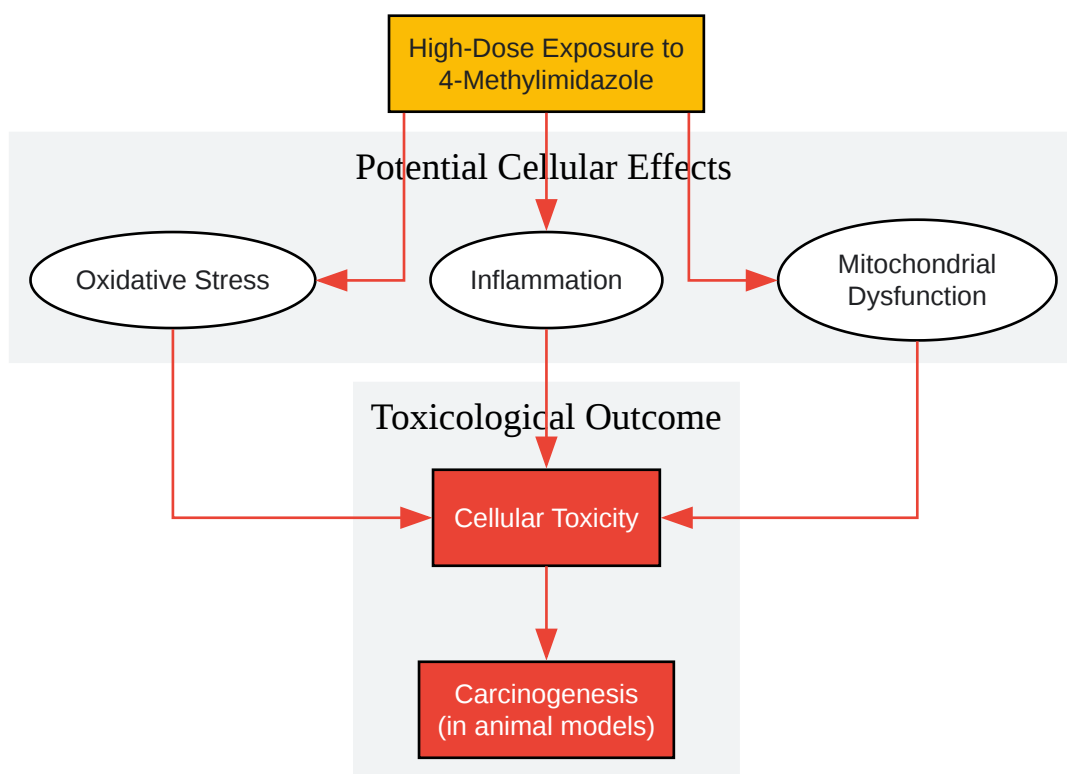 High-Dose Exposure to
4-Methylimidazole
Potential Cellular Effects
Oxidative Stress
Inflammation
Mitochondrial
Dysfunction
Toxicological Outcome
Cellular Toxicity
Carcinogenesis
(in animal models)